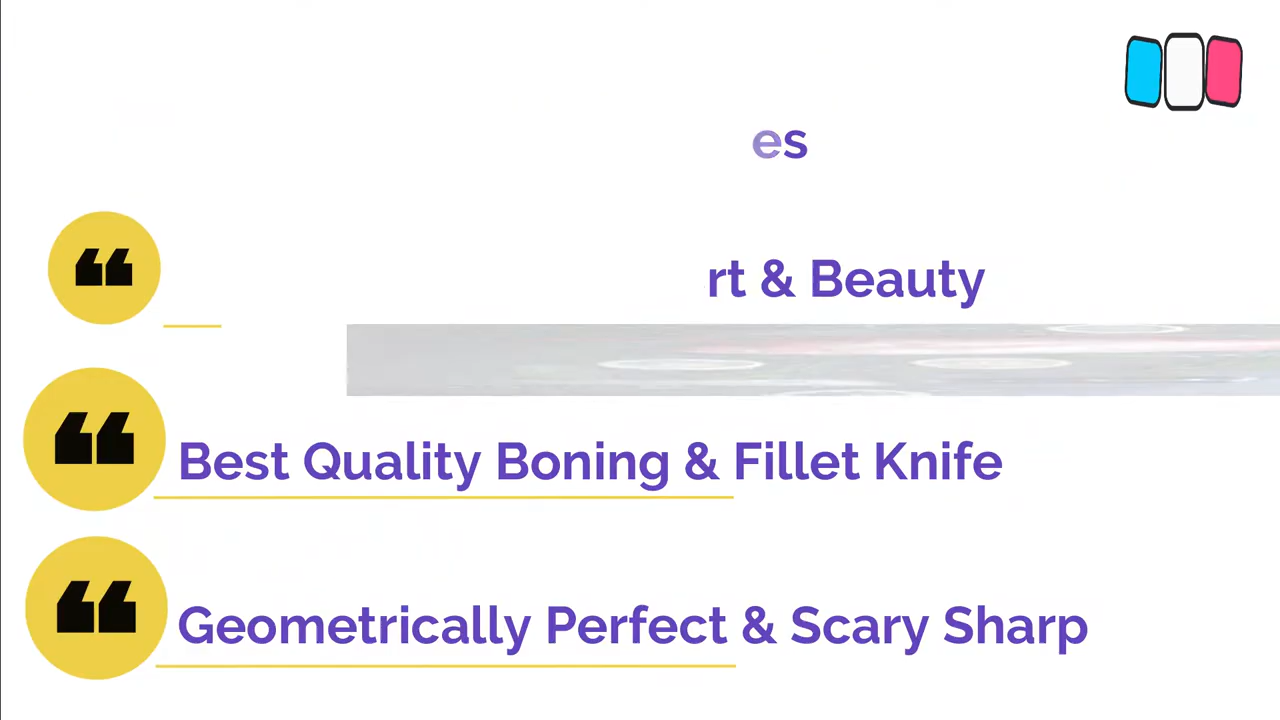 es
rt & Beauty
Best Quality Boning & Fillet Knife
Geometrically Perfect & Scary Sharp